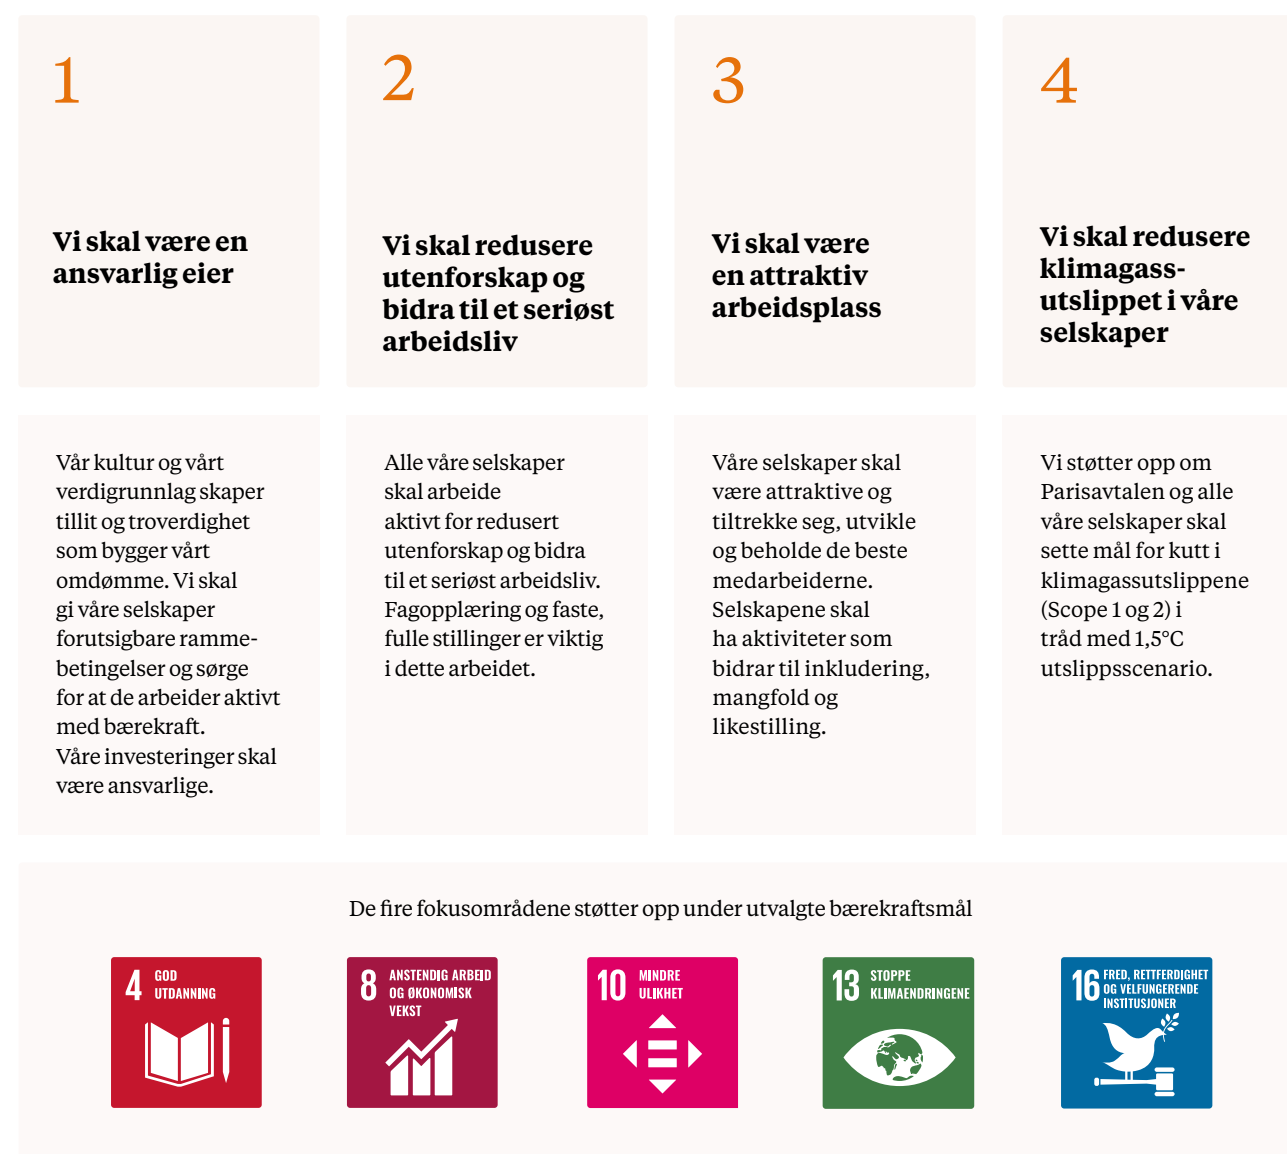 1
Vi skal være en
ansvarlig eier
2
Vi skal redusere
utenforskap og
bidra til et seriøst
arbeidsliv
3
Vi skal være
en attraktiv
arbeidsplass
4
Vi skal redusere
klimagass-
utslippet i våre
selskaper
Vår kultur og vårt
verdigrunnlag skaper
tillit og troverdighet
som bygger vårt
omdømme. Vi skal
gi våre selskaper
forutsigbare ramme-
betingelser og sørge
for at de arbeider aktivt
med bærekraft.
Våre investeringer skal
være ansvarlige.
Alle våre selskaper
skal arbeide
aktivt for redusert
utenforskap og bidra
til et seriøst arbeidsliv.
Fagopplæring og faste,
fulle stillinger er viktig
i dette arbeidet.
Våre selskaper skal
være attraktive og
tiltrekke seg, utvikle
og beholde de beste
medarbeiderne.
Selskapene skal
ha aktiviteter som
bidrar til inkludering,
mangfold og
likestilling.
Vi støtter opp om
Parisavtalen og alle
våre selskaper skal
sette mål for kutt i
klimagassutslippene
(Scope 1 og 2) i
tråd med 1,5°C
utslippsscenario.
De fire fokusområdene støtter opp under utvalgte bærekraftsmål
4 GOD
UTDANNING
8 ANSTENDIG ARBEID
OG ØKONOMISK
VEKST
10 MINDRE
ULIKHET
13 STOPPE
KLIMAENDRINGENE
16 FRED, RETTFERDIGHET
OG VELFUNGERENDE
INSTITUSJONER